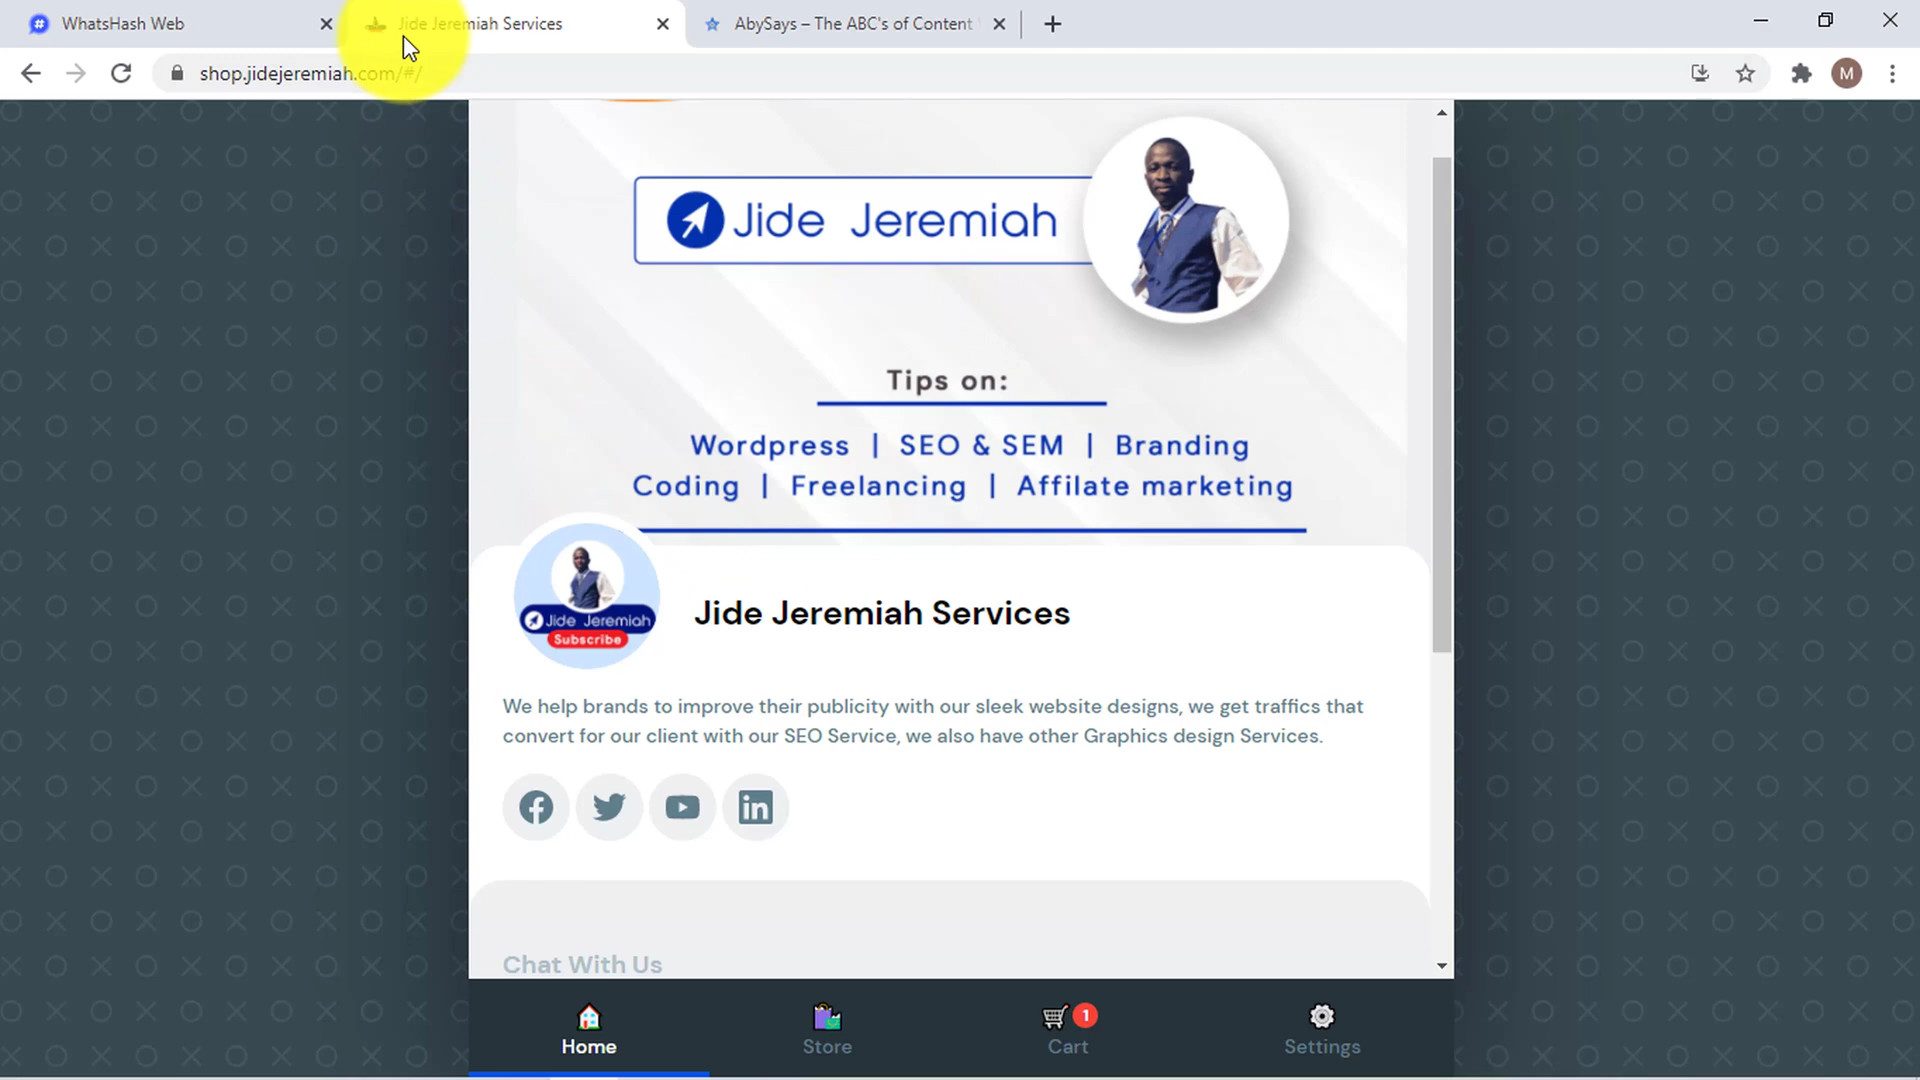 WhatsHash Web
Jide Jeremiah Services
AbySays – The ABC's of Content
shop.jidejeremiah.com/#/
M
Jide Jeremiah
Tips on:
Wordpress | SEO & SEM | Branding
Coding | Freelancing | Affilate marketing
Jide Jeremiah
Subscribe
Jide Jeremiah Services
We help brands to improve their publicity with our sleek website designs, we get traffics that
convert for our client with our SEO Service, we also have other Graphics design Services.
Chat With Us
1
Home
Store
Cart
Settings